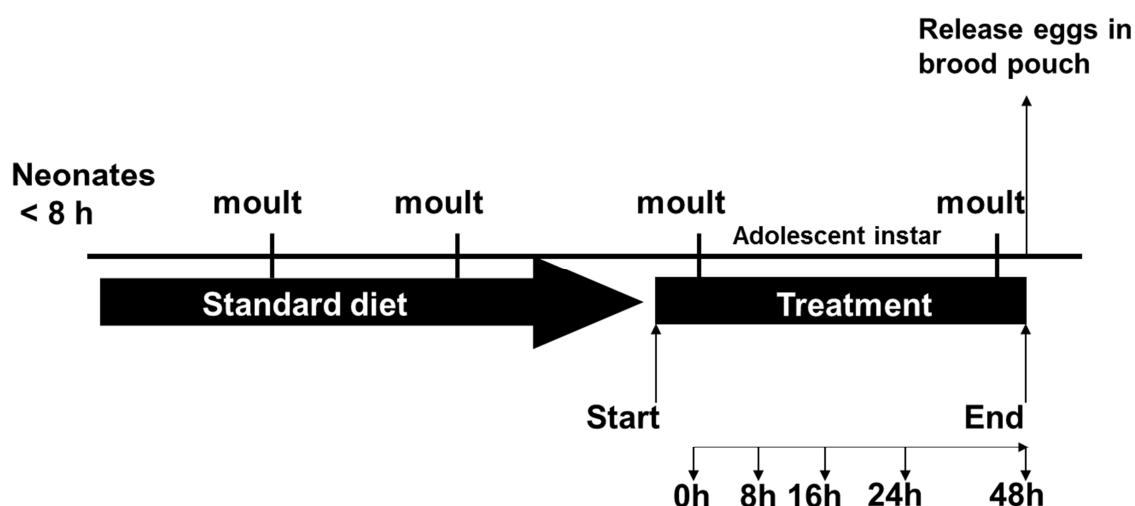 Release eggs in
brood pouch
Neonates
< 8 h
moult
moult
moult
moult
Adolescent instar
Standard diet
Treatment
Start
End
0h
8h
16h
24h
48h